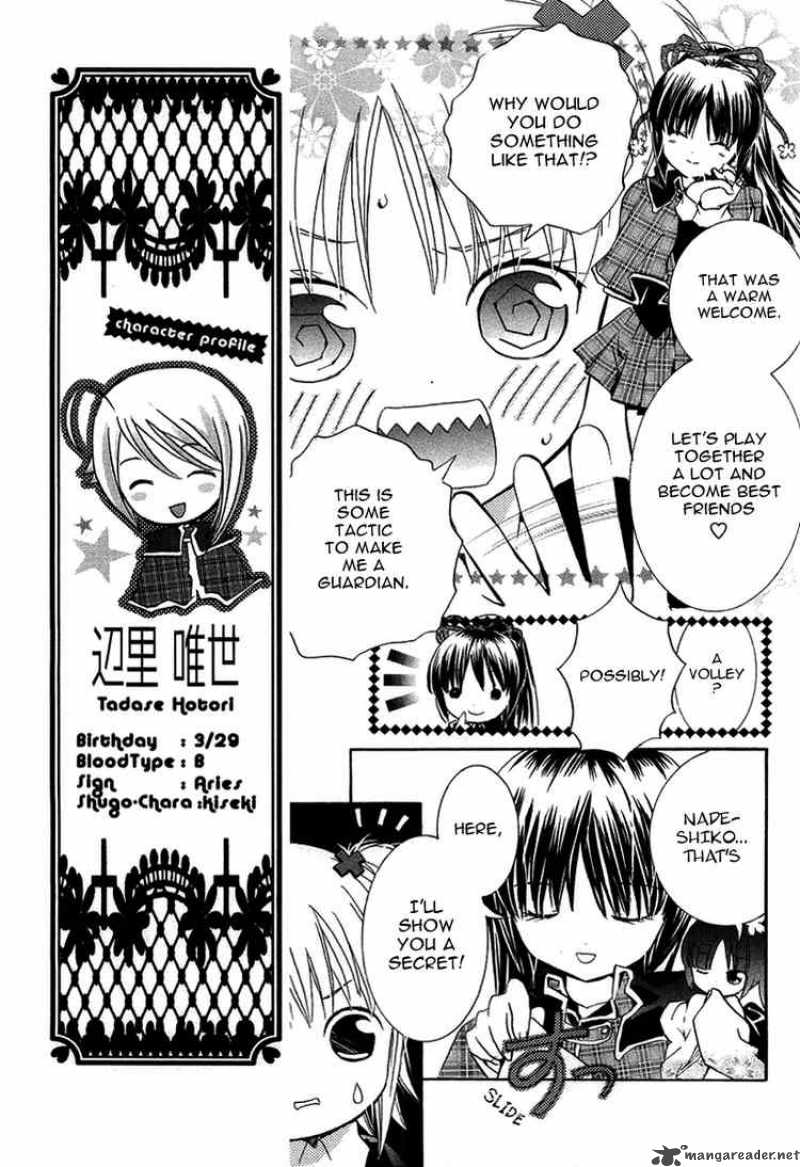 WHY WOULD
YOU DO
SOMETHING
LIKE THAT!?
THAT WAS
A WARM
WELCOME.
LET'S PLAY
TOGETHER
A LOT AND
BECOME BEST
FRIENDS
♡
THIS IS
SOME
TACTIC
TO MAKE
ME A
GUARDIAN.
A
VOLLEY
?
POSSIBLY!
NADE-
SHIKO...
THAT'S
HERE,
I'LL
SHOW
YOU A
SECRET!
すっ
SLIDE
character profile
辺里 唯世
Tadase Hotori
Birthday : 3/29
BloodType : B
Sign : Aries
Shugo·Chara :Kiseki
mangareader.net